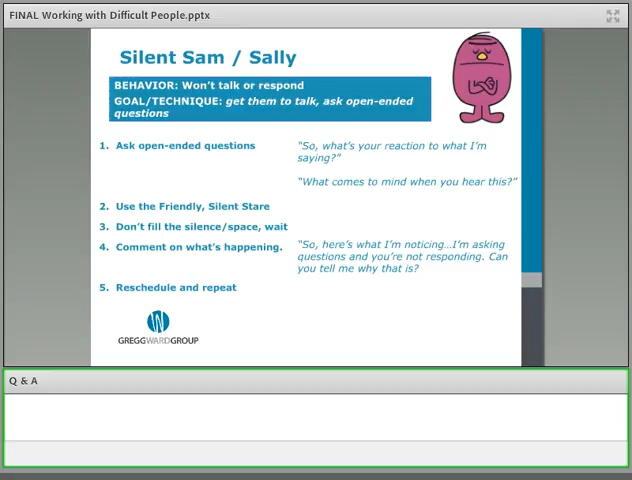 FINAL Working with Difficult People.pptx
Silent Sam / Sally
BEHAVIOR: Won't talk or respond
GOAL/TECHNIQUE: get them to talk, ask open-ended
questions
1. Ask open-ended questions
"So, what's your reaction to what I'm
saying?"
"What comes to mind when you hear this?"
2. Use the Friendly, Silent Stare
3. Don't fill the silence/space, wait
4. Comment on what's happening.
"So, here's what I'm noticing...I'm asking
questions and you're not responding. Can
you tell me why that is?
5. Reschedule and repeat
GREGGWARDGROUP
Q & A